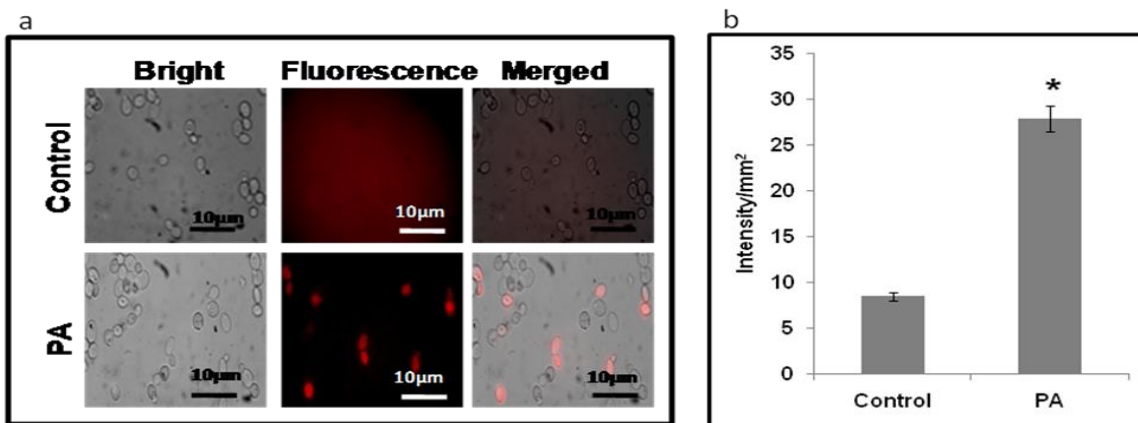 a
Bright Fluorescence Merged
Control
10µm 10µm 10µm
PA
10µm 10µm 10µm
b
Intensity/mm²
35
30
25
20
15
10
5
0
*
Control PA